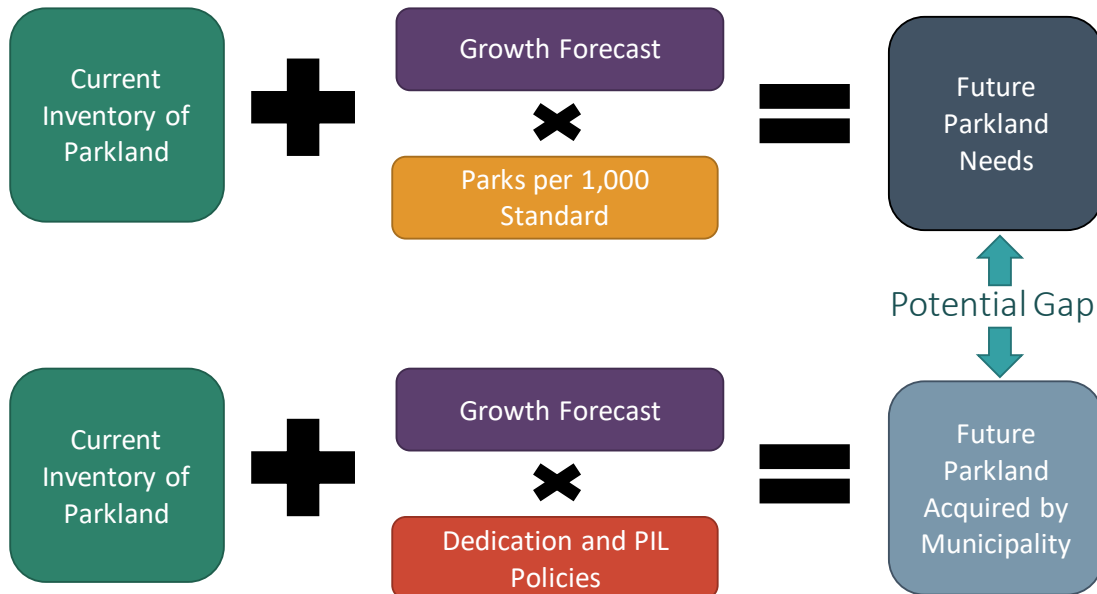 Current
Inventory of
Parkland
Growth Forecast
Parks per 1,000
Standard
Future
Parkland
Needs
Potential Gap
Current
Inventory of
Parkland
Growth Forecast
Dedication and PIL
Policies
Future
Parkland
Acquired by
Municipality